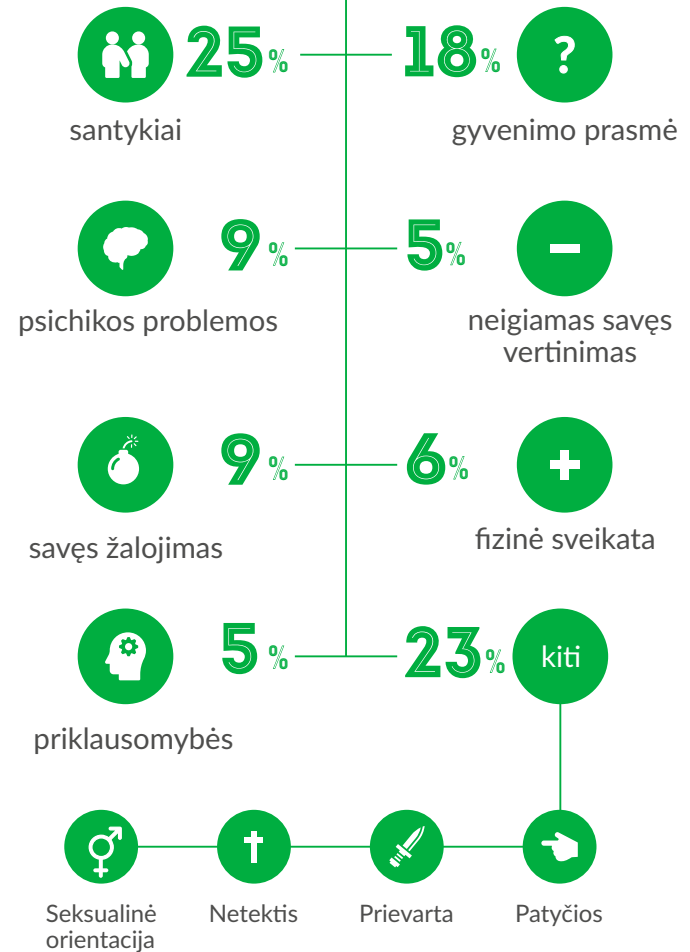 25% 18%
?
santykiai gyvenimo prasmė
9% 5%
psichikos problemos neigiamas savęs
vertinimas
9% 6%
savęs žalojimas fizinė sveikata
5% 23% kiti
priklausomybės
Seksualinė Netektis Prievarta Patyčios
orientacija